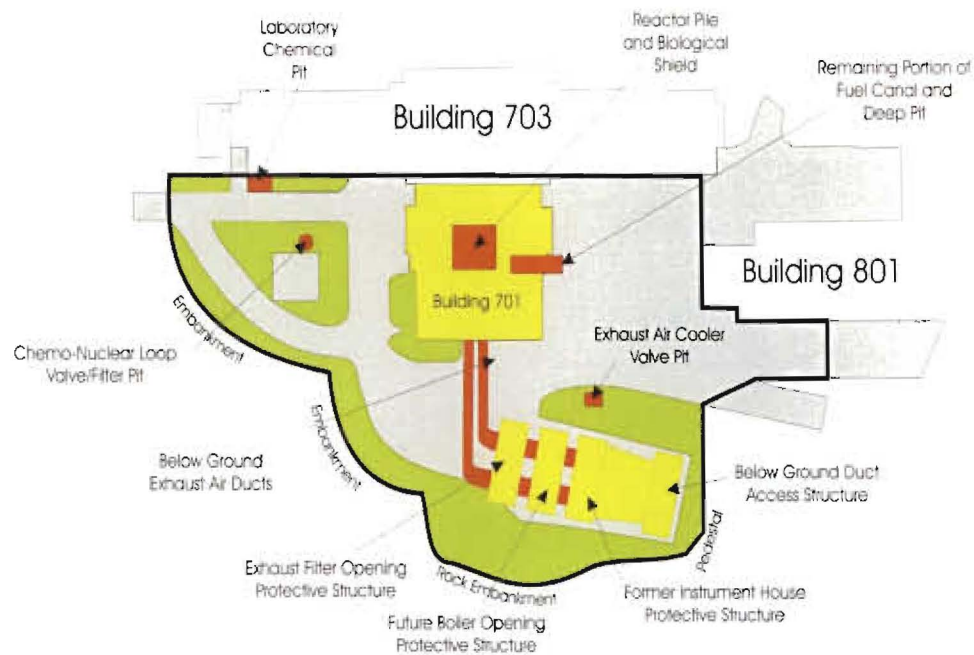 Laboratory
Chemical
Pit
Reactor Pile
and Biological
Shield
Remaining Portion of
Fuel Canal and
Deep Pit
Building 703
Building 801
Building 701
Embankment
Exhaust Air Cooler
Valve Pit
Chemo-Nuclear Loop
Valve/Filter Pit
Embankment
Below Ground
Exhaust Air Ducts
Below Ground Duct
Access Structure
Pedestal
Exhaust Filter Opening
Protective Structure
Rock Embankment
Former Instrument House
Protective Structure
Future Boiler Opening
Protective Structure